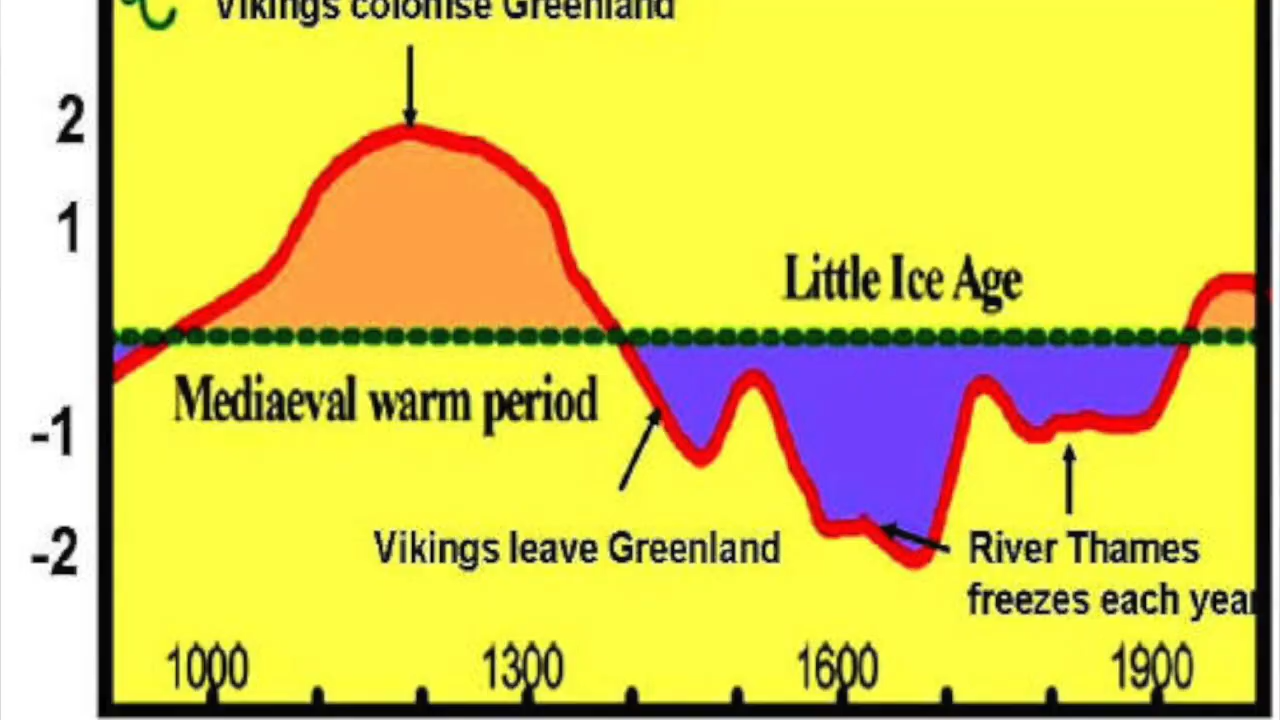 °C Vikings colonise Greenland
2
1
Little Ice Age
Mediaeval warm period
-1
Vikings leave Greenland
River Thames
-2
freezes each year
1000 1300 1600 1900